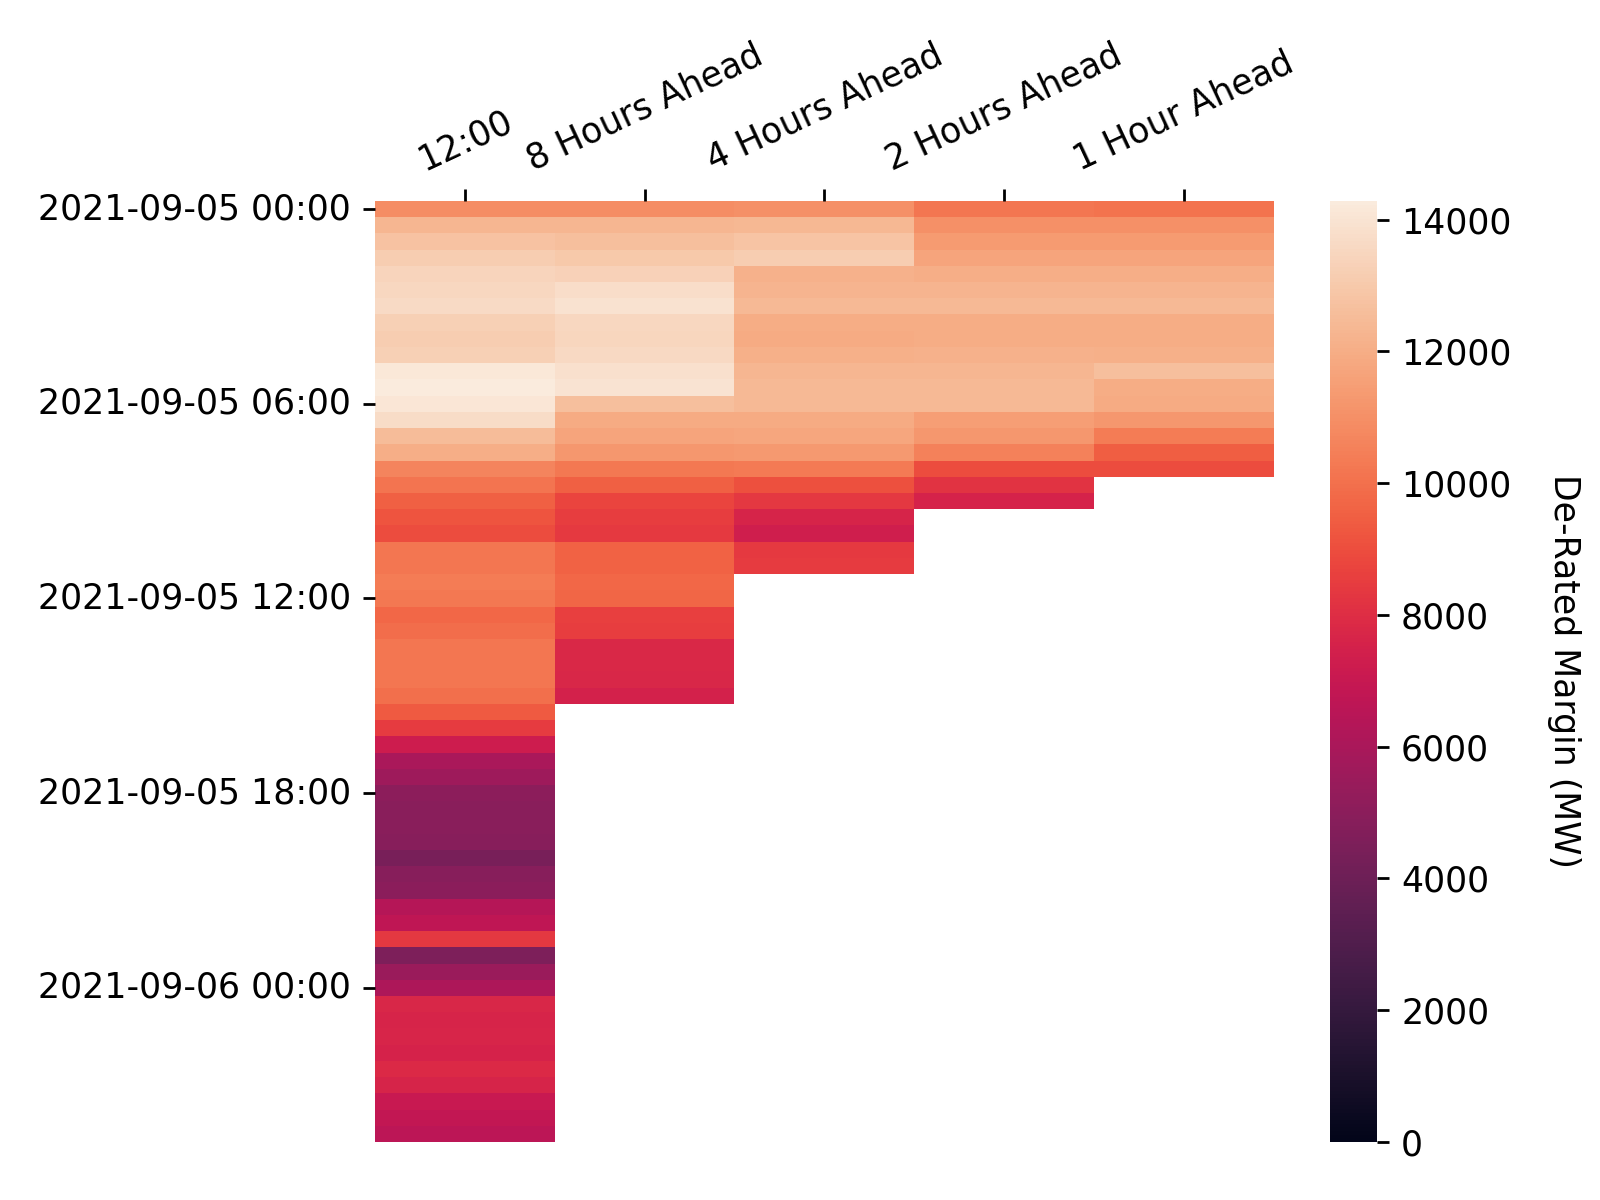 12:00
8 Hours Ahead
4 Hours Ahead
2 Hours Ahead
1 Hour Ahead
2021-09-05 00:00
2021-09-05 06:00
2021-09-05 12:00
2021-09-05 18:00
2021-09-06 00:00
14000
12000
10000
8000
6000
4000
2000
0
De-Rated Margin (MW)